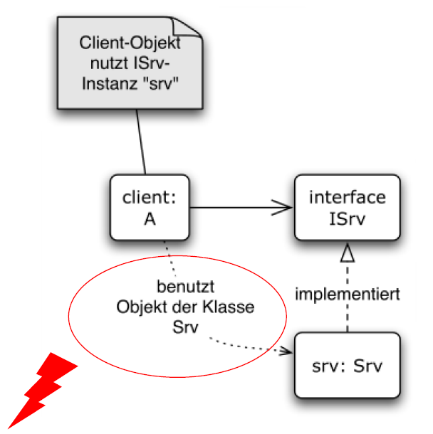 Client-Objekt
nutzt ISrv-
Instanz "srv"
client:
A
interface
ISrv
benutzt
Objekt der Klasse
Srv
implementiert
srv: Srv